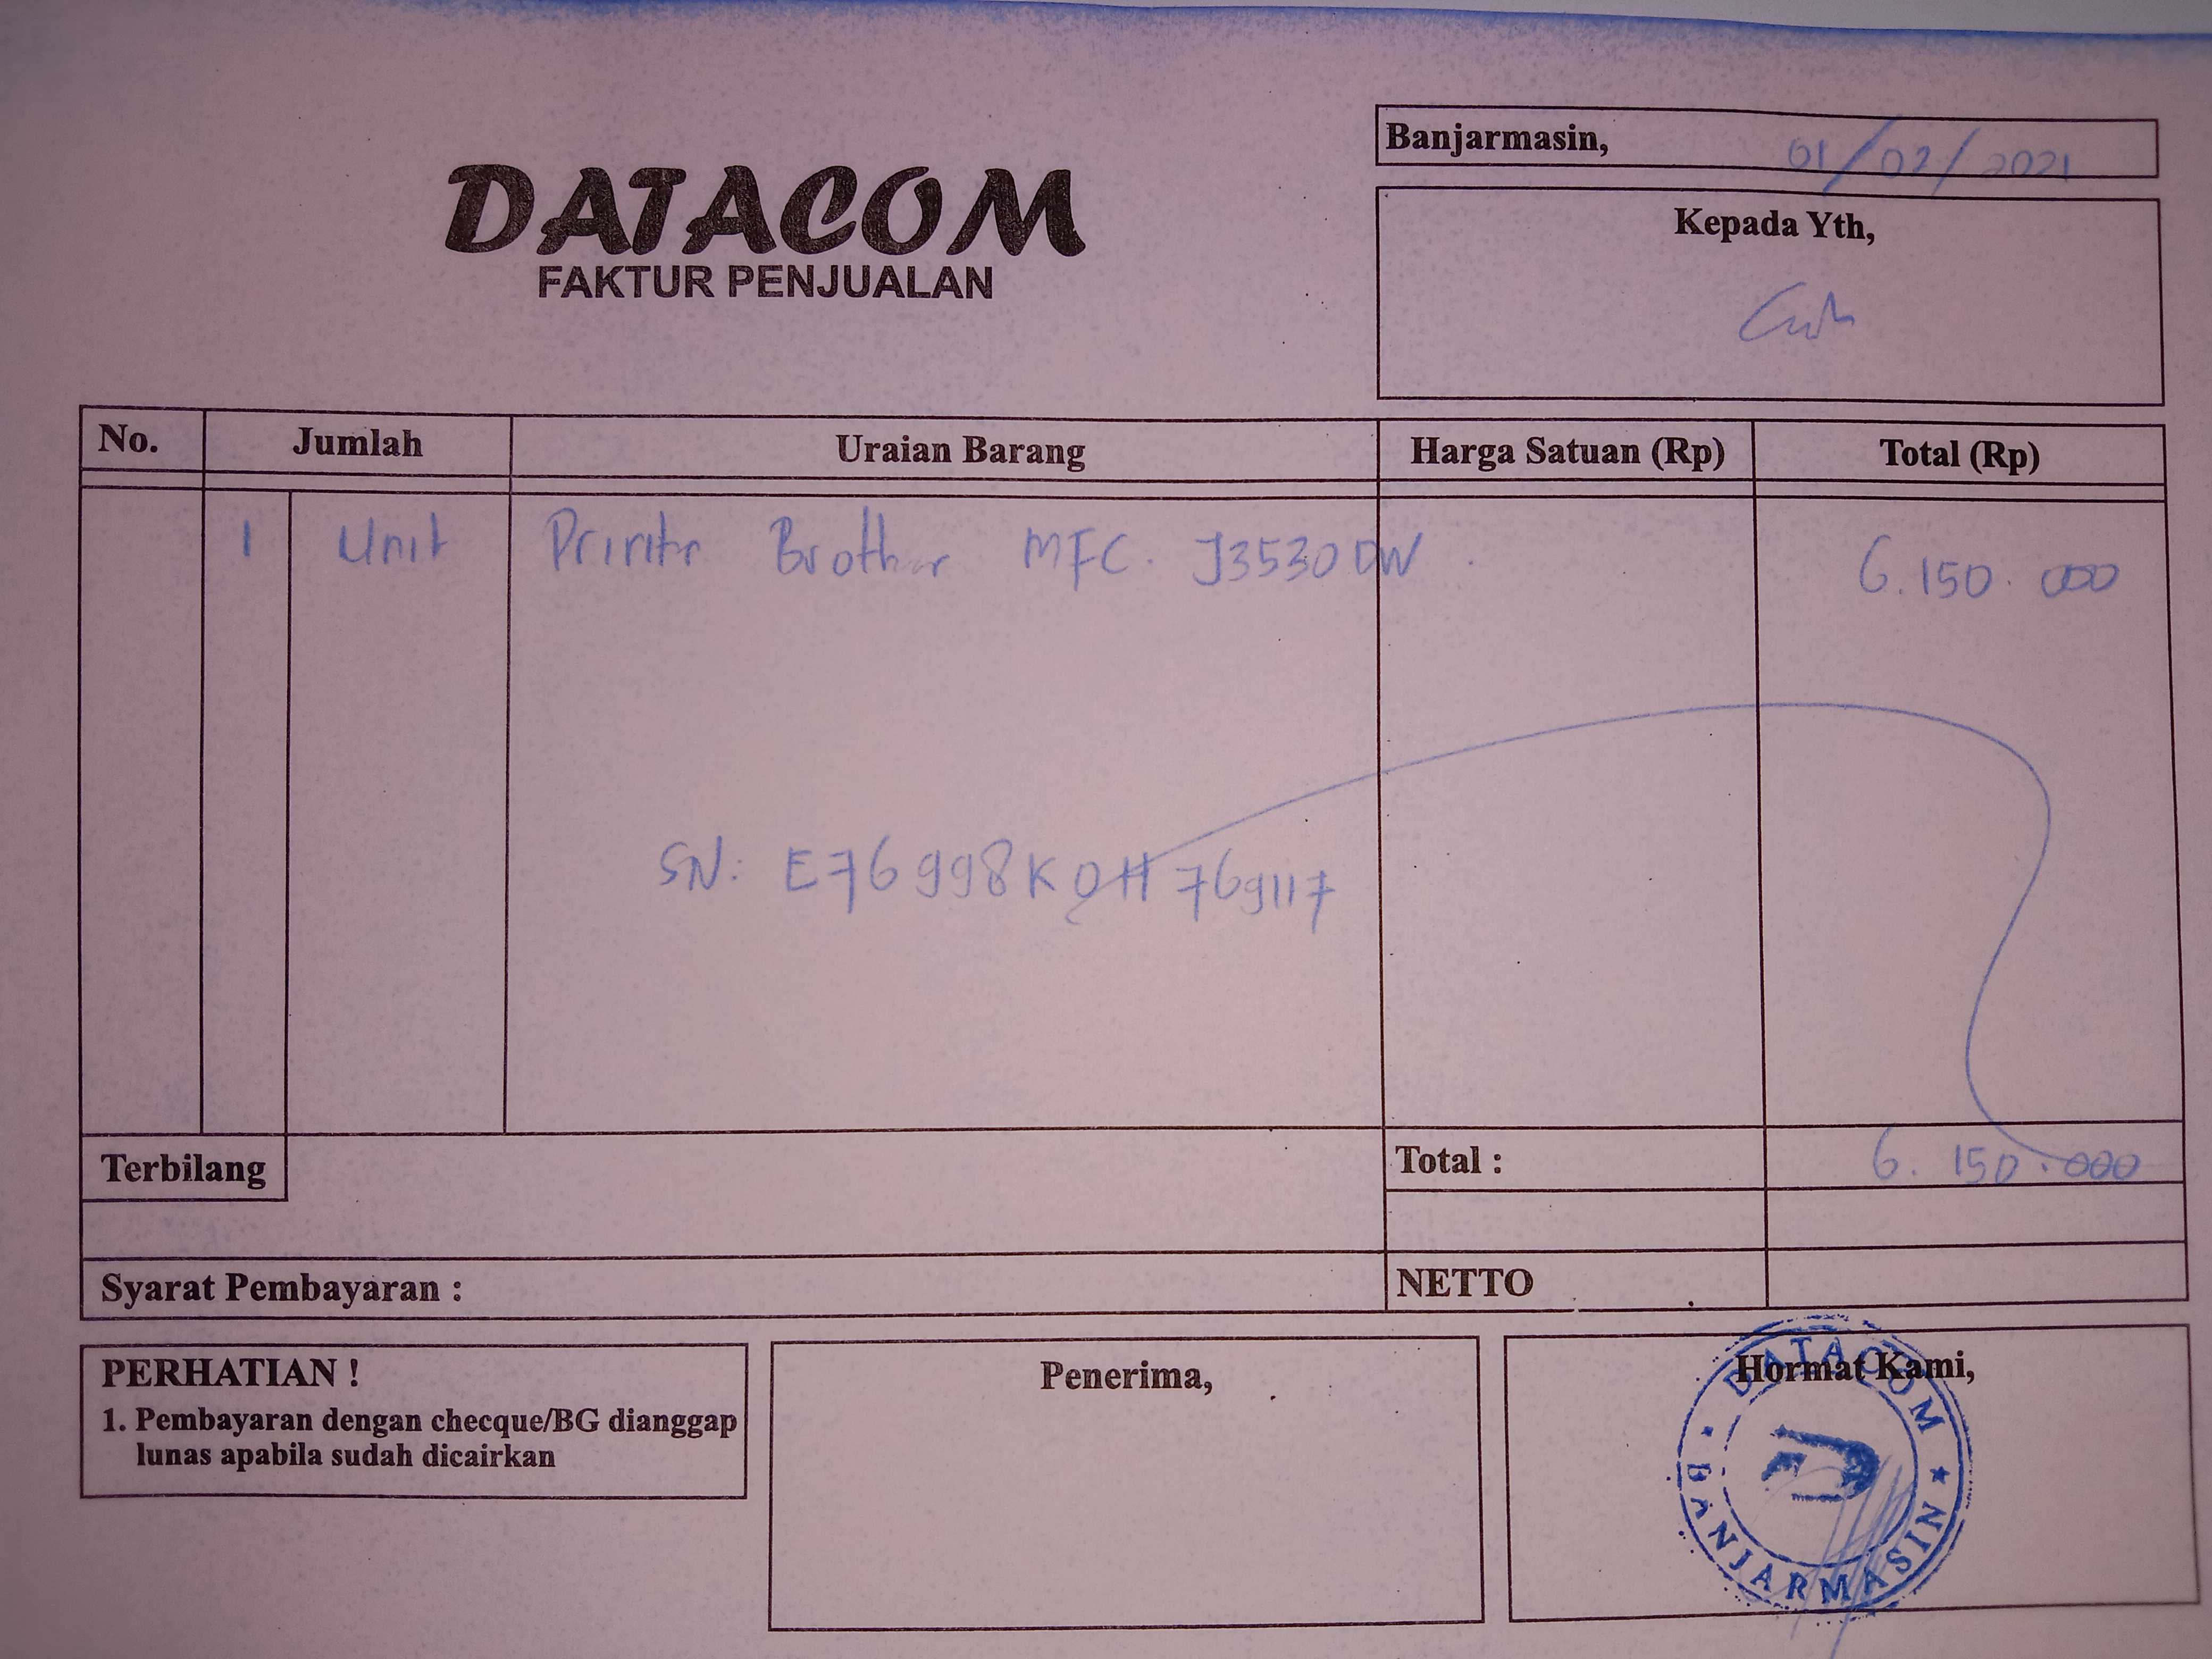 Banjarmasin, 01/02/2021
DATACOM
FAKTUR PENJUALAN
Kepada Yth,
No. Jumlah Uraian Barang Harga Satuan (Rp) Total (Rp)
1 Unit Printer Brother MFC. J3530DW. 6.150.000
SN: E76998K0H769117
Terbilang Total : 6.150.000
Syarat Pembayaran : NETTO
PERHATIAN !
1. Pembayaran dengan checque/BG dianggap
lunas apabila sudah dicairkan
Penerima,
Hormat Kami,
DATACOM
BANJARMASIN